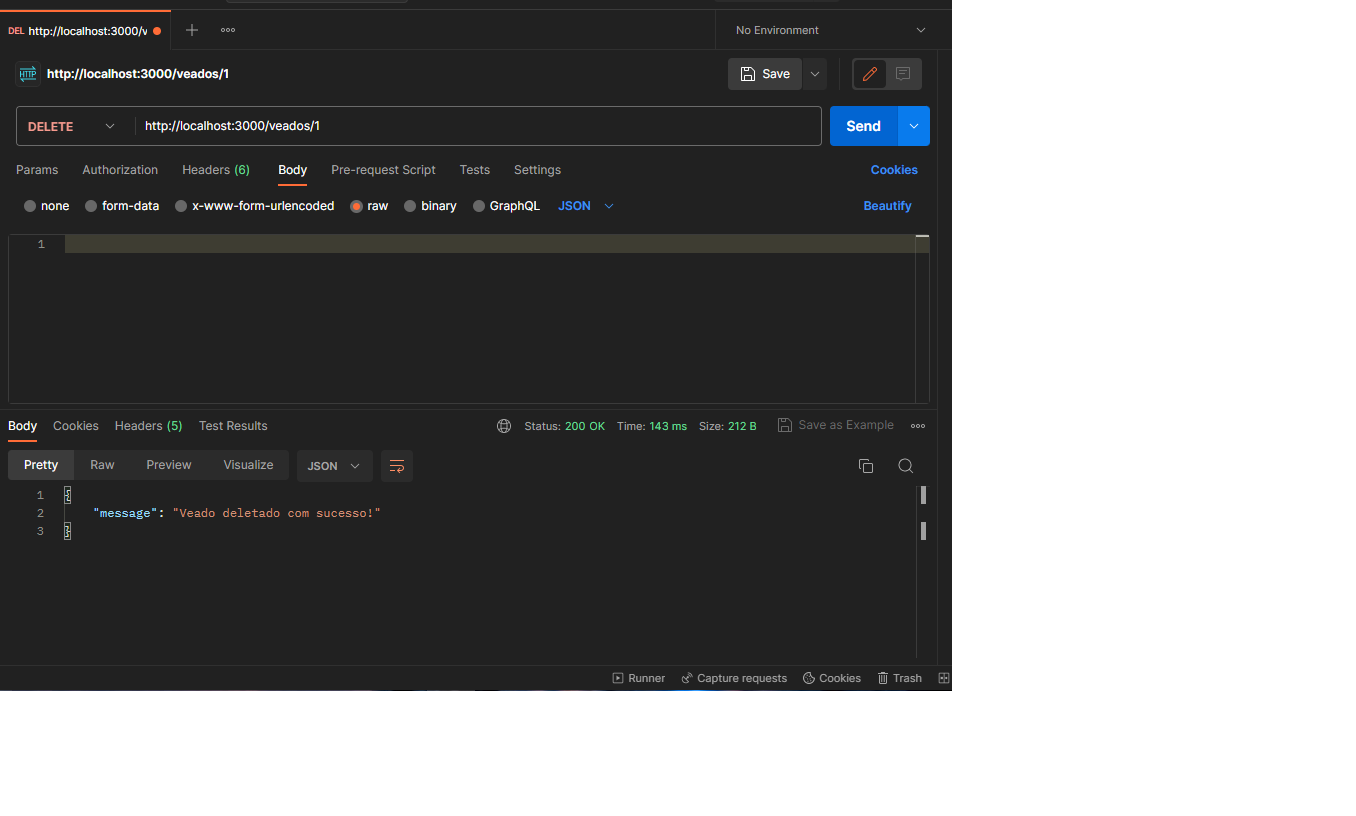 DEL http://localhost:3000/v
No Environment
HTTP http://localhost:3000/veados/1
Save
DELETE http://localhost:3000/veados/1 Send
Params Authorization Headers (6) Body Pre-request Script Tests Settings Cookies
none form-data x-www-form-urlencoded raw binary GraphQL JSON Beautify
1
Body Cookies Headers (5) Test Results Status: 200 OK Time: 143 ms Size: 212 B Save as Example
Pretty Raw Preview Visualize JSON
1 {
2 "message": "Veado deletado com sucesso!"
3 }
Runner Capture requests Cookies Trash